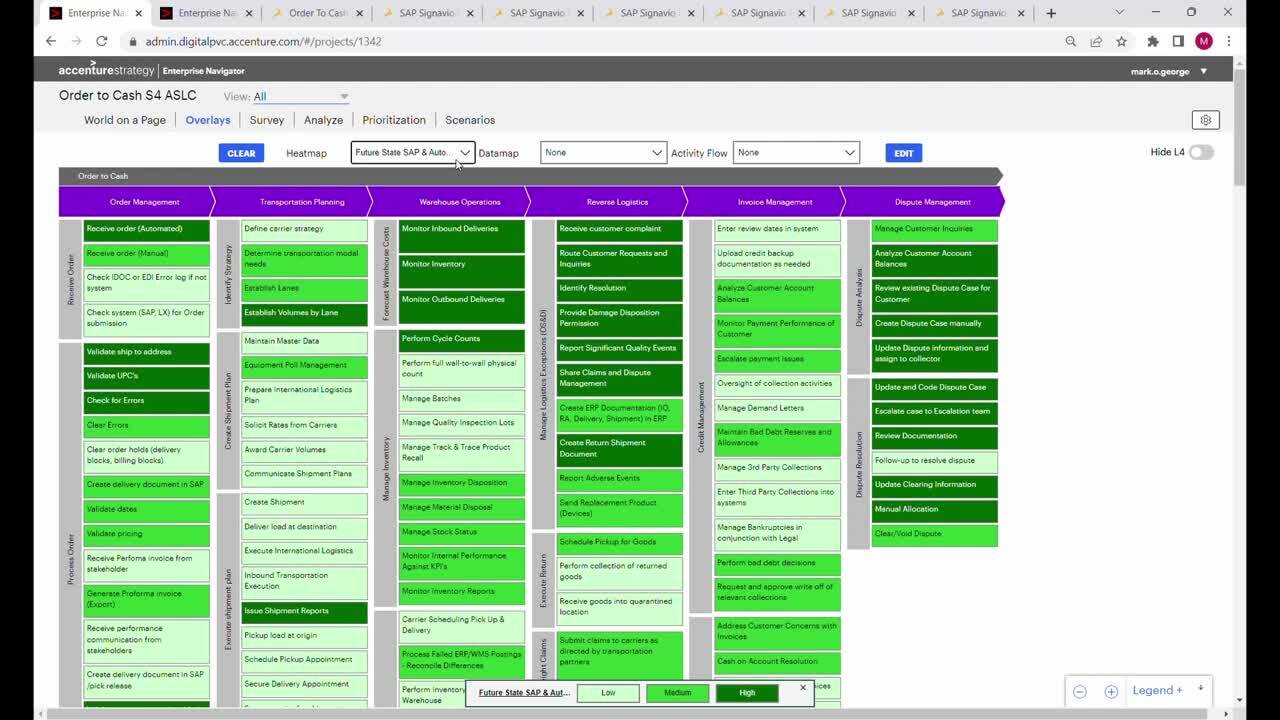 Enterprise Na
Enterprise Na
Order To Cash
SAP Signavio
SAP Signavio
SAP Signavio
SAP Signavio
SAP Signavio
SAP Signavio
admin.digitalpvc.accenture.com/#/projects/1342
M
accenturestrategy | Enterprise Navigator
mark.o.george
Order to Cash S4 ASLC
View: All
World on a Page
Overlays
Survey
Analyze
Prioritization
Scenarios
CLEAR
Heatmap
Future State SAP & Auto...
Datamap
None
Activity Flow
None
EDIT
Hide L4
Order to Cash
Order Management
Transportation Planning
Warehouse Operations
Reverse Logistics
Invoice Management
Dispute Management
Receive Order
Receive order (Automated)
Receive order (Manual)
Check IDOC or EDI Error log if not
system
Check system (SAP, LX) for Order
submission
Process Order
Validate ship to address
Validate UPC's
Check for Errors
Clear Errors
Clear order holds (delivery
blocks, billing blocks)
Create delivery document in SAP
Validate dates
Validate pricing
Receive Perfoma invoice from
stakeholder
Generate Proforma invoice
(Export)
Receive performance
communication from
stakeholders
Create delivery document in SAP
/pick release
Identify Strategy
Define carrier strategy
Determine transportation modal
needs
Establish Lanes
Establish Volumes by Lane
Create Shipment Plan
Maintain Master Data
Equipment Poll Management
Prepare International Logistics
Plan
Solicit Rates from Carriers
Award Carrier Volumes
Communicate Shipment Plans
Execute shipment plan
Create Shipment
Deliver load at destination
Execute International Logistics
Inbound Transportation
Execution
Issue Shipment Reports
Pickup load at origin
Schedule Pickup Appointment
Secure Delivery Appointment
Forecast Warehouse Costs
Monitor Inbound Deliveries
Monitor Inventory
Monitor Outbound Deliveries
Manage Inventory
Perform Cycle Counts
Perform full wall-to-wall physical
count
Manage Batches
Manage Quality Inspection Lots
Manage Track & Trace Product
Recall
Manage Inventory Disposition
Manage Material Disposal
Manage Stock Status
Monitor Internal Performance
Against KPI's
Monitor Inventory Reports
Carrier Scheduling Pick Up &
Delivery
Process Failed ERP/WMS Postings
- Reconcile Differences
Perform Inventory
Warehouse
Manage Logistics Exceptions (OS&D)
Receive customer complaint
Route Customer Requests and
Inquiries
Identify Resolution
Provide Damage Disposition
Permission
Report Significant Quality Events
Share Claims and Dispute
Management
Create ERP Documentation (IO,
RA, Delivery, Shipment) in ERP
Create Return Shipment
Document
Report Adverse Events
Send Replacement Product
(Devices)
Execute Return
Schedule Pickup for Goods
Perform collection of returned
goods
Receive goods into quarantined
location
ight Claims
Submit claims to carriers as
directed by transportation
partners
Credit Management
Enter review dates in system
Upload credit backup
documentation as needed
Analyze Customer Account
Balances
Monitor Payment Performance of
Customer
Escalate payment issues
Oversight of collection activities
Manage Demand Letters
Maintain Bad Debt Reserves and
Allowances
Manage 3rd Party Collections
Enter Third Party Collections into
systems
Manage Bankruptcies in
conjunction with Legal
Perform bad debt decisions
Request and approve write off of
relevant collections
Address Customer Concerns with
Invoices
Cash on Account Resolution
Dispute Analysis
Manage Customer Inquiries
Analyze Customer Account
Balances
Review existing Dispute Case for
Customer
Create Dispute Case manually
Update Dispute information and
assign to collector
Dispute Resolution
Update and Code Dispute Case
Escalate case to Escalation team
Review Documentation
Follow-up to resolve dispute
Update Clearing Information
Manual Allocation
Clear/Void Dispute
Future State SAP & Aut...
Low
Medium
High
Legend +